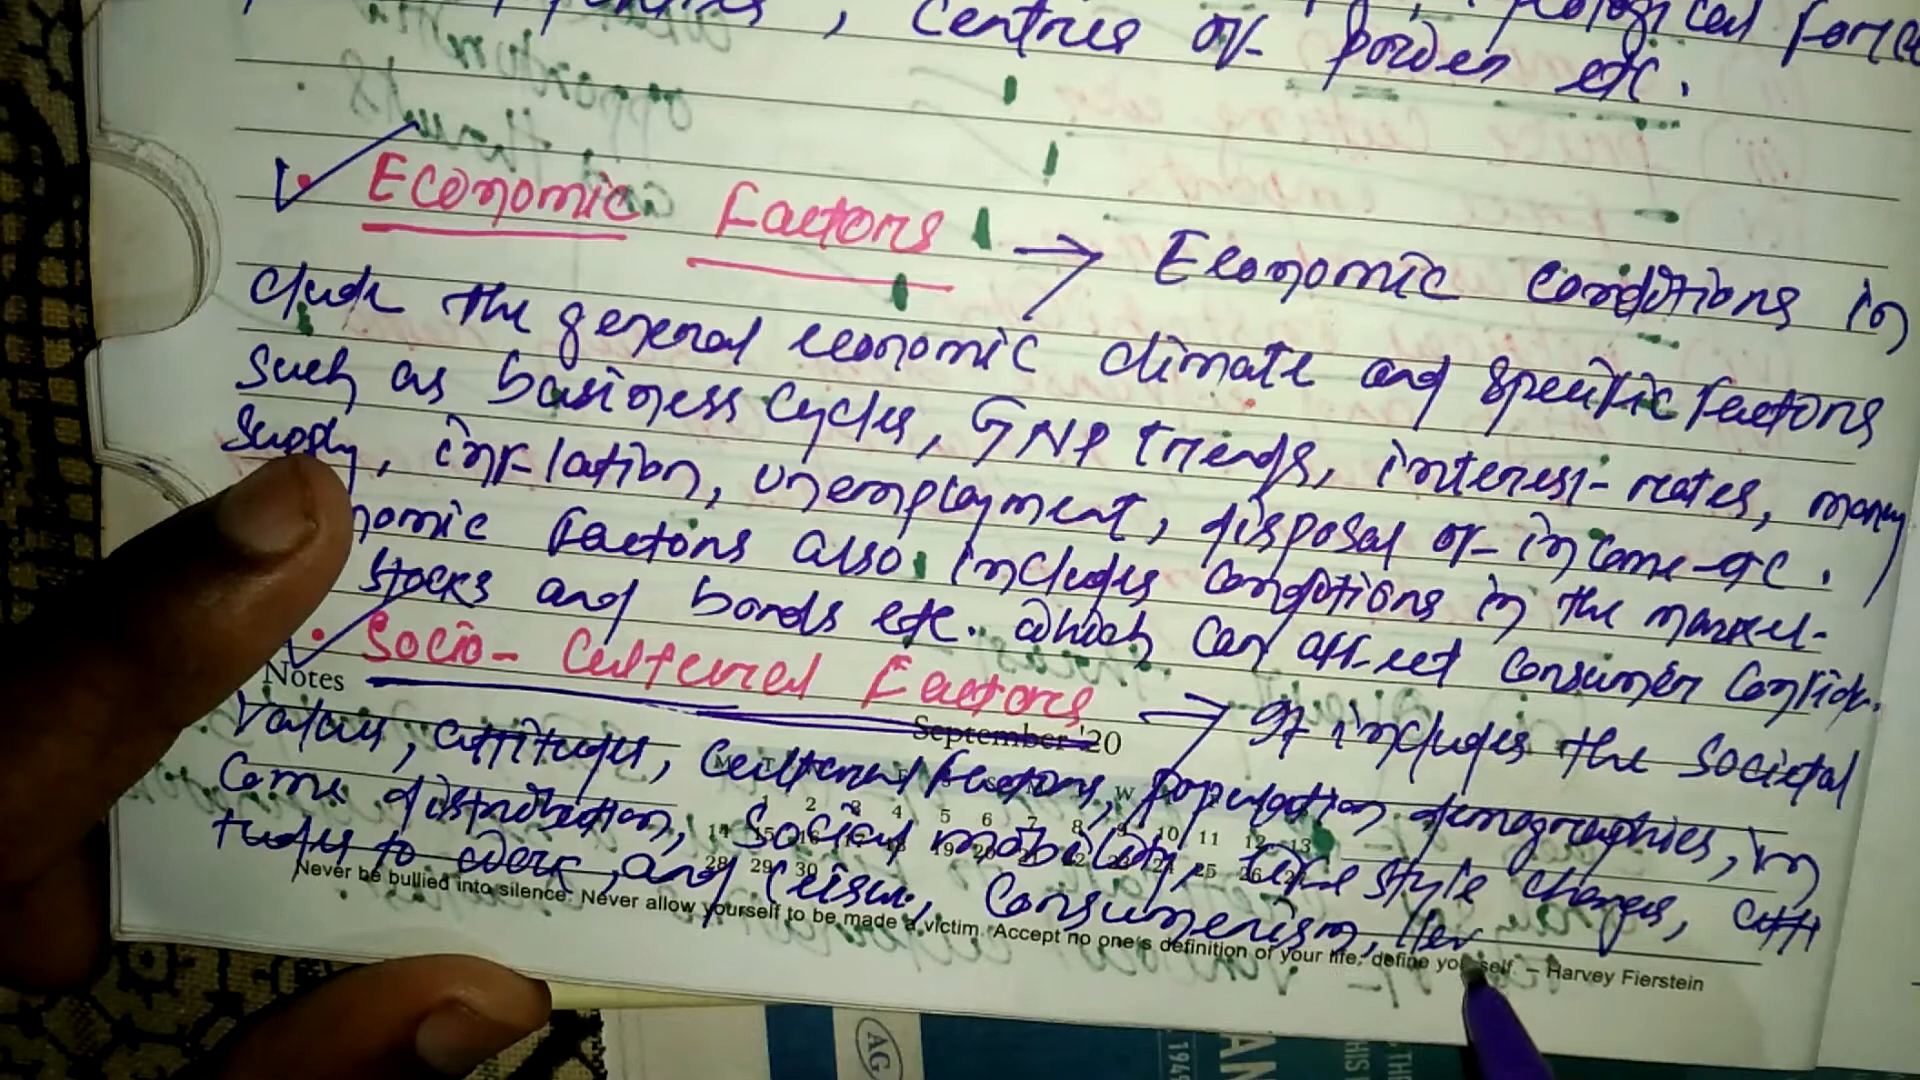 , Centres of power etc.
Economic Factors → Economic conditions in
clude the general economic climate and specific factors
such as business cycles, GNP trends, interest-rates, money
supply, inflation, unemployment, disposal of income etc.
nomic factors also includes conditions in the market-
stocks and bonds etc. which can affect consumer confide.
Socio-Cultural Factors → It includes the societal
Notes
September '20
values, attitudes, cultural factors, population demographies, in
come distribution, social mobility, life style changes, atti
tudes to work, and leisure, consumerism, lev
Never be bullied into silence. Never allow yourself to be made a victim. Accept no one's definition of your life; define yourself. – Harvey Fierstein
AG